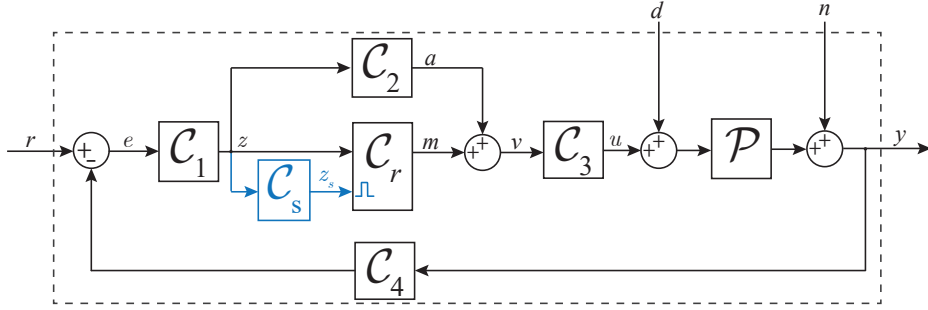 d n
C2 a
r + - e C1 z Cr m + + v C3 u + + P + + y
Cs zs
C4